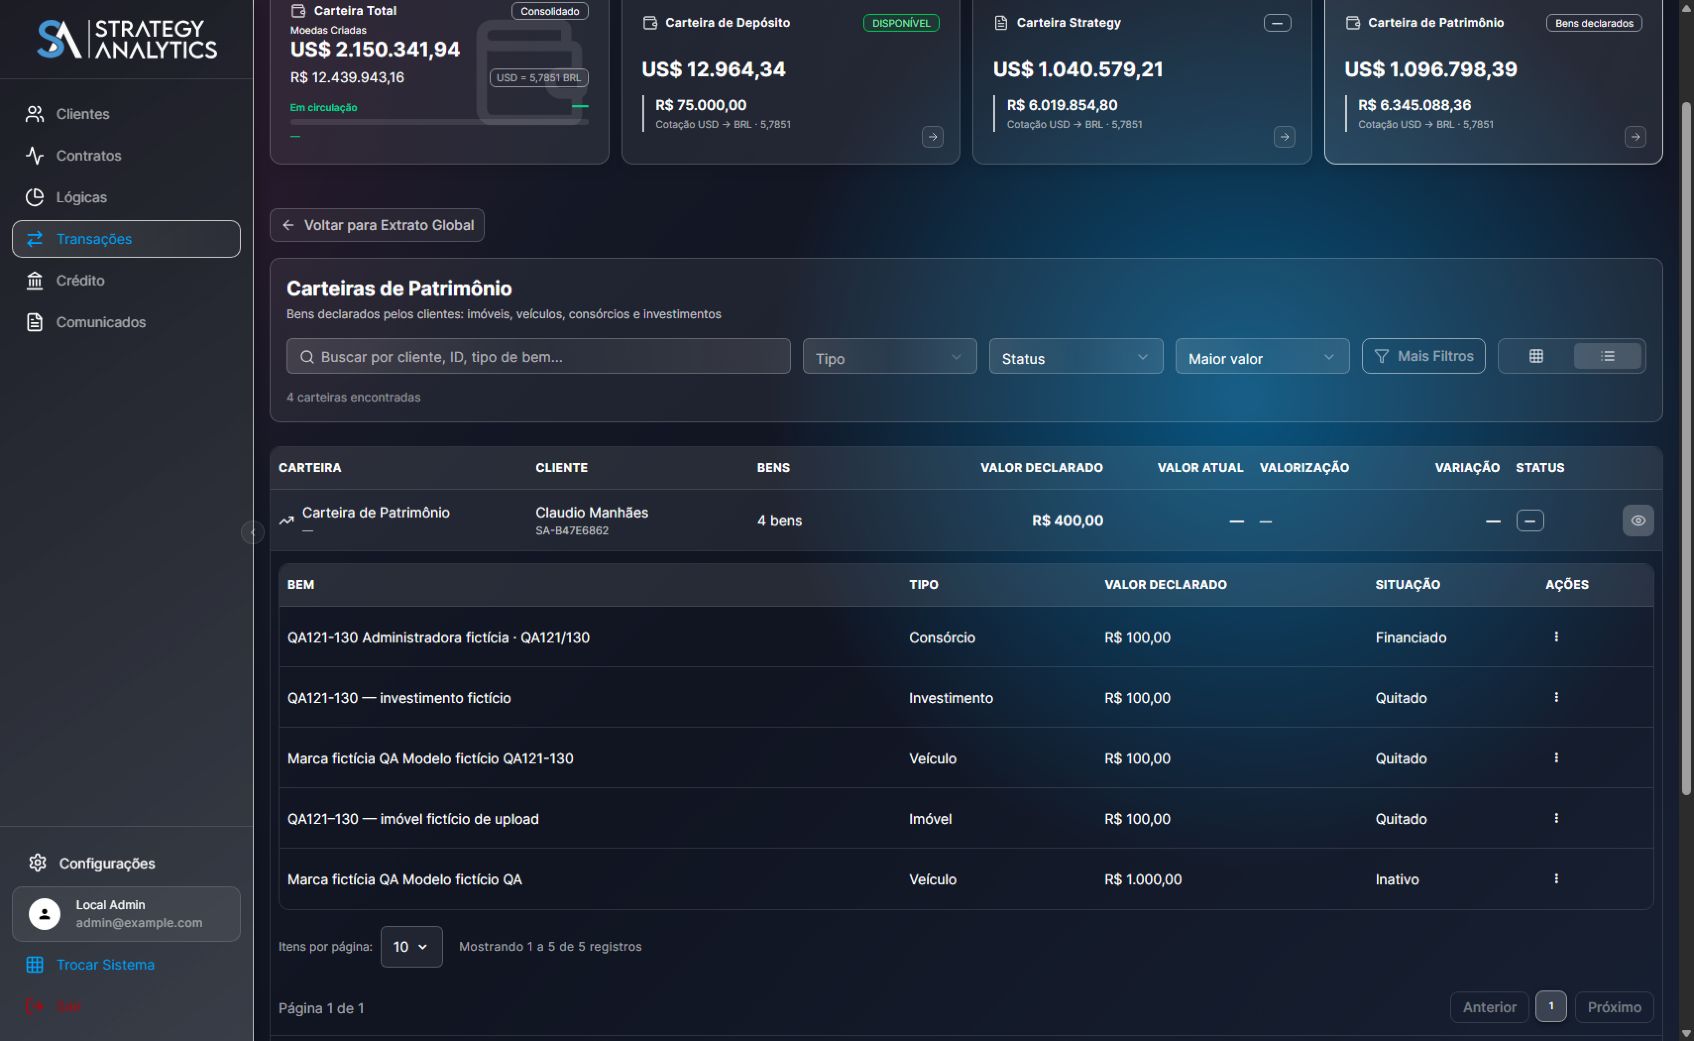 STRATEGY
ANALYTICS
Clientes
Contratos
Lógicas
Transações
Crédito
Comunicados
Configurações
Local Admin
admin@example.com
Trocar Sistema
Sair
Carteira Total
Consolidado
Moedas Criadas
US$ 2.150.341,94
R$ 12.439.943,16
USD = 5,7851 BRL
Em circulação
—
—
Carteira de Depósito
DISPONÍVEL
US$ 12.964,34
R$ 75.000,00
Cotação USD → BRL · 5,7851
Carteira Strategy
—
US$ 1.040.579,21
R$ 6.019.854,80
Cotação USD → BRL · 5,7851
Carteira de Patrimônio
Bens declarados
US$ 1.096.798,39
R$ 6.345.088,36
Cotação USD → BRL · 5,7851
← Voltar para Extrato Global
Carteiras de Patrimônio
Bens declarados pelos clientes: imóveis, veículos, consórcios e investimentos
Buscar por cliente, ID, tipo de bem...
Tipo
Status
Maior valor
Mais Filtros
4 carteiras encontradas
CARTEIRA CLIENTE BENS VALOR DECLARADO VALOR ATUAL VALORIZAÇÃO VARIAÇÃO STATUS
Carteira de Patrimônio
—
Claudio Manhães
SA-B47E6862
4 bens R$ 400,00 — — — —
BEM TIPO VALOR DECLARADO SITUAÇÃO AÇÕES
QA121-130 Administradora fictícia · QA121/130 Consórcio R$ 100,00 Financiado
QA121-130 — investimento fictício Investimento R$ 100,00 Quitado
Marca fictícia QA Modelo fictício QA121-130 Veículo R$ 100,00 Quitado
QA121–130 — imóvel fictício de upload Imóvel R$ 100,00 Quitado
Marca fictícia QA Modelo fictício QA Veículo R$ 1.000,00 Inativo
Itens por página: 10 Mostrando 1 a 5 de 5 registros
Página 1 de 1
Anterior 1 Próximo